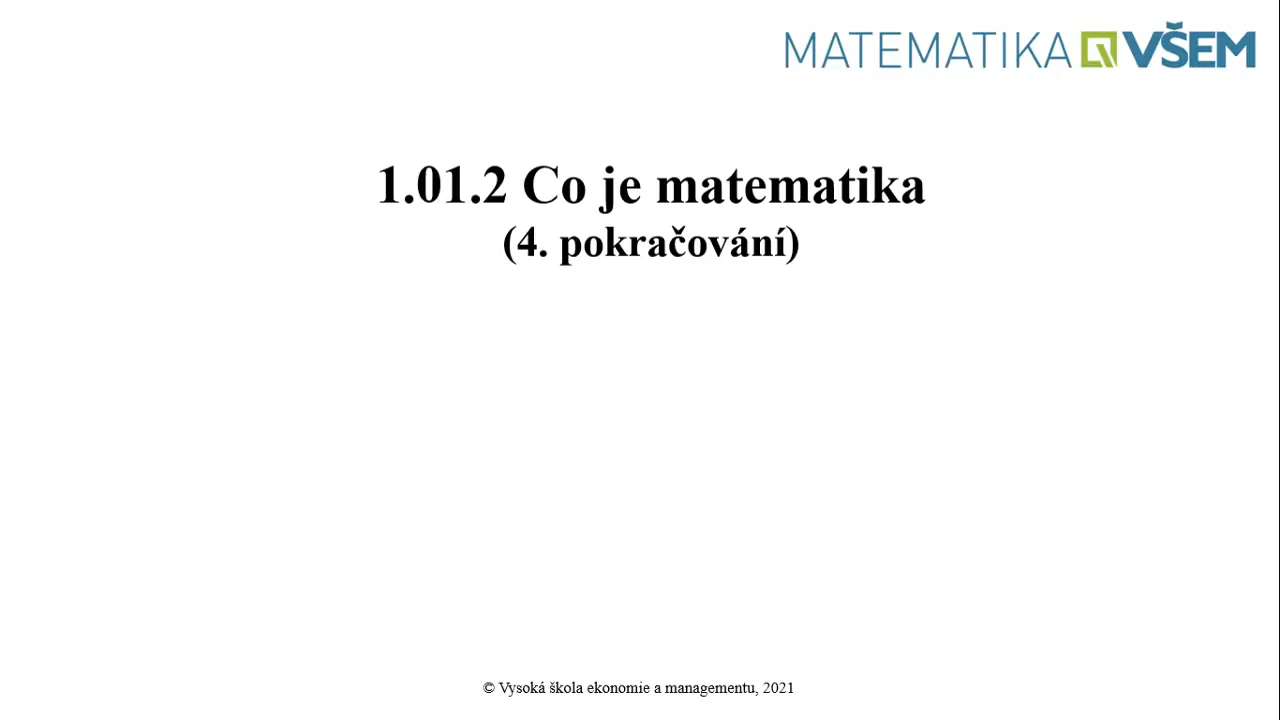 MATEMATIKA VŠEM
1.01.2 Co je matematika
(4. pokračování)
© Vysoká škola ekonomie a managementu, 2021